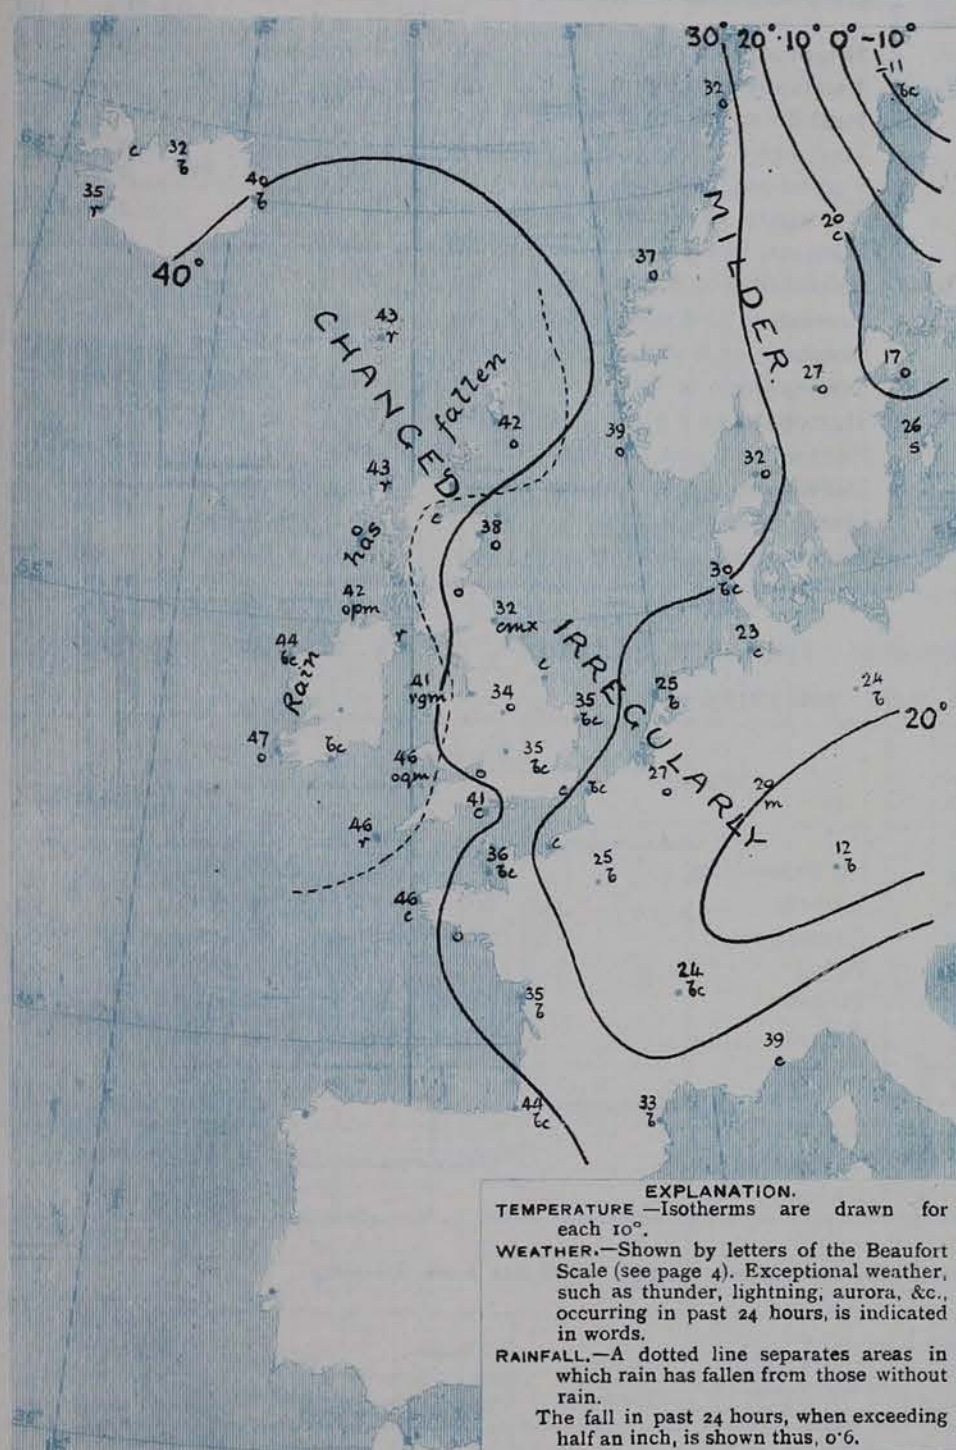 30° 20° 10° 0° -10°
-11
bc
32
o
c
32
b
35
r
40
b
20
c
40°
37
o
MILDER.
43
r
CHANGED
fallen
27
o
17
o
42
o
39
o
26
s
32
o
43
r
c
o
has
38
o
30
bc
42
opm
o
32
cmx
IRREGULARLY
r
23
c
44
bc
Rain
c
41
rgm
34
o
35
bc
25
b
24
b
20°
47
o
bc
46
oqm
35
bc
o
27
o
20
m
c
bc
41
c
46
r
c
36
bc
25
b
12
b
46
c
o
24
bc
35
b
39
c
44
bc
33
b
EXPLANATION.
TEMPERATURE —Isotherms are drawn for
each 10°.
WEATHER.—Shown by letters of the Beaufort
Scale (see page 4). Exceptional weather,
such as thunder, lightning, aurora, &c.,
occurring in past 24 hours, is indicated
in words.
RAINFALL.—A dotted line separates areas in
which rain has fallen from those without
rain.
The fall in past 24 hours, when exceeding
half an inch, is shown thus, 0·6.